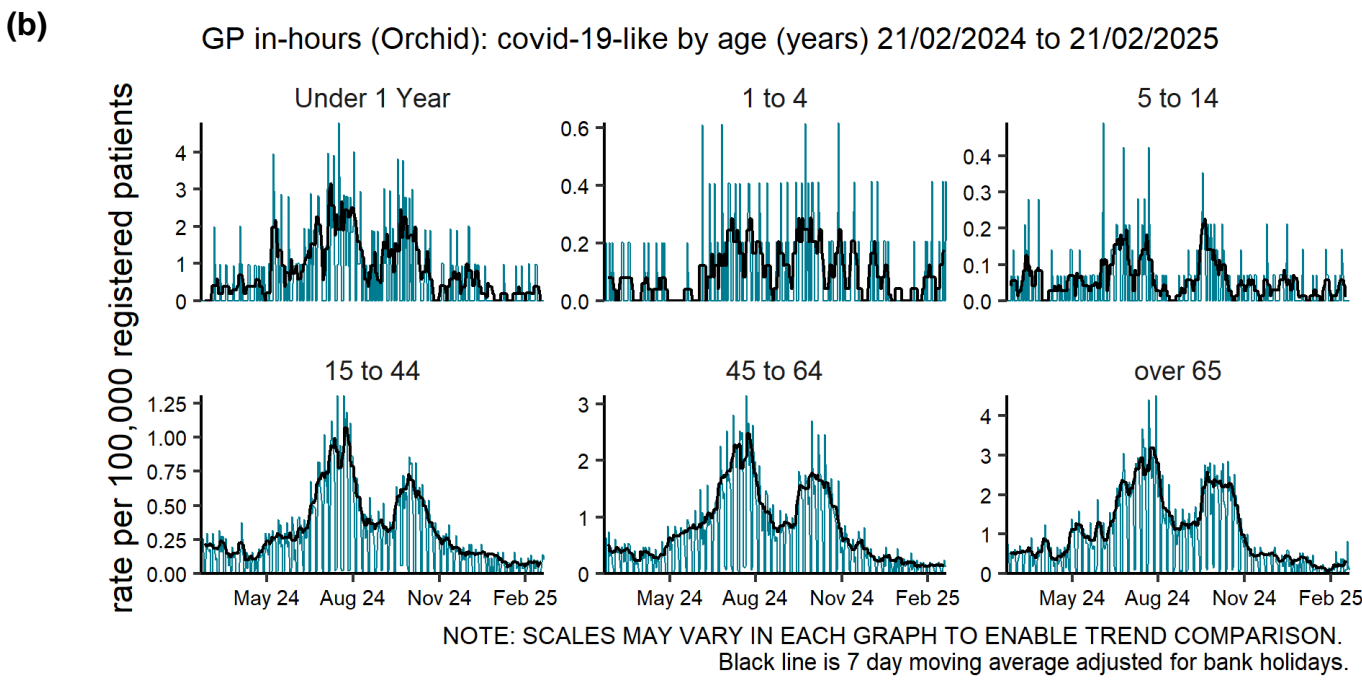 (b)
GP in-hours (Orchid): covid-19-like by age (years) 21/02/2024 to 21/02/2025
rate per 100,000 registered patients
Under 1 Year
4
3
2
1
0
1 to 4
0.6
0.4
0.2
0.0
5 to 14
0.4
0.3
0.2
0.1
0.0
15 to 44
1.25
1.00
0.75
0.50
0.25
0.00
May 24 Aug 24 Nov 24 Feb 25
45 to 64
3
2
1
0
May 24 Aug 24 Nov 24 Feb 25
over 65
4
3
2
1
0
May 24 Aug 24 Nov 24 Feb 25
NOTE: SCALES MAY VARY IN EACH GRAPH TO ENABLE TREND COMPARISON.
Black line is 7 day moving average adjusted for bank holidays.